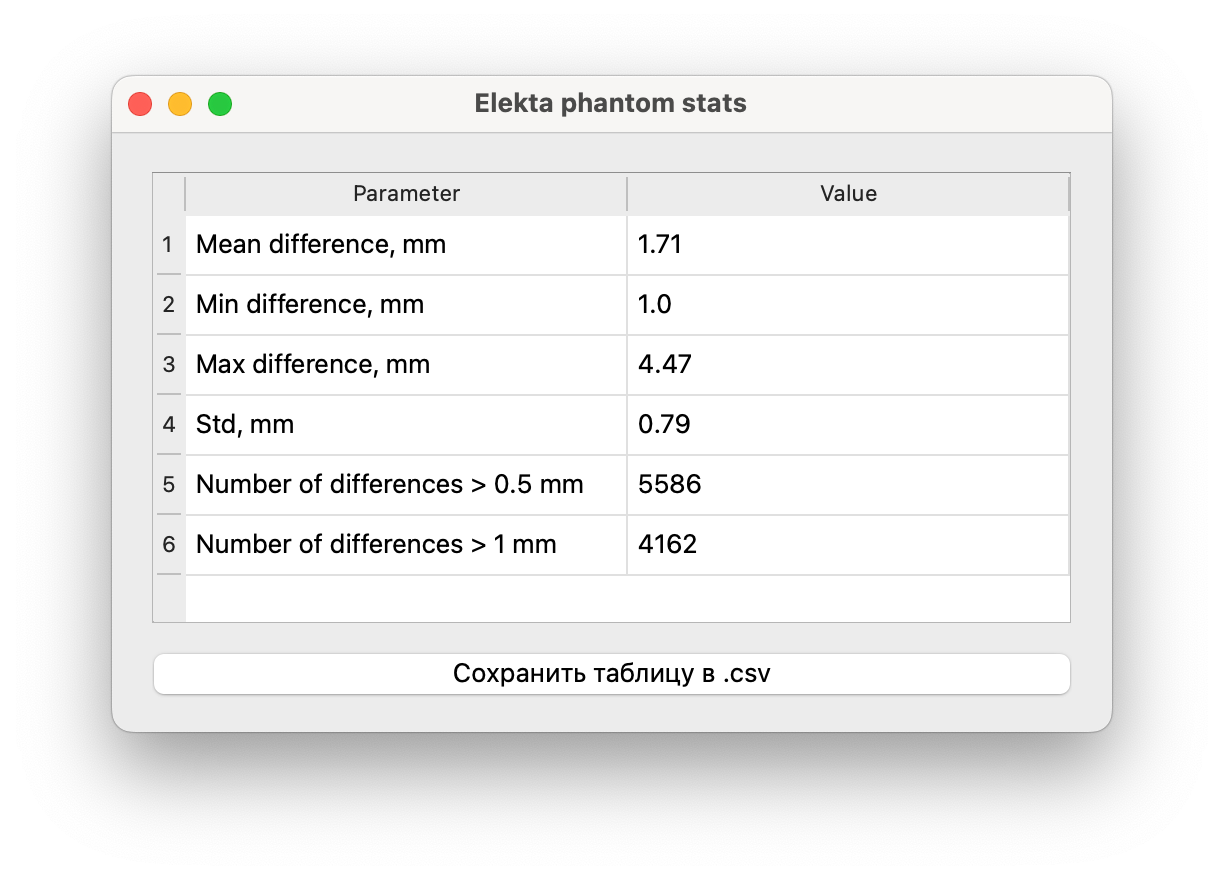 Elekta phantom stats
Parameter Value
1 Mean difference, mm 1.71
2 Min difference, mm 1.0
3 Max difference, mm 4.47
4 Std, mm 0.79
5 Number of differences > 0.5 mm 5586
6 Number of differences > 1 mm 4162
Сохранить таблицу в .csv